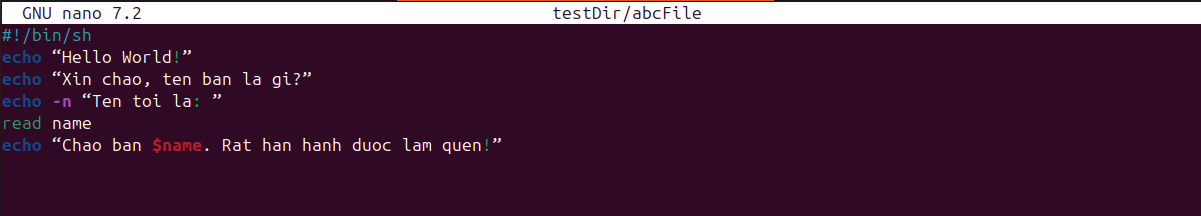 GNU nano 7.2 testDir/abcFile
#!/bin/sh
echo “Hello World!”
echo “Xin chao, ten ban la gi?”
echo -n “Ten toi la: ”
read name
echo “Chao ban $name. Rat han hanh duoc lam quen!”